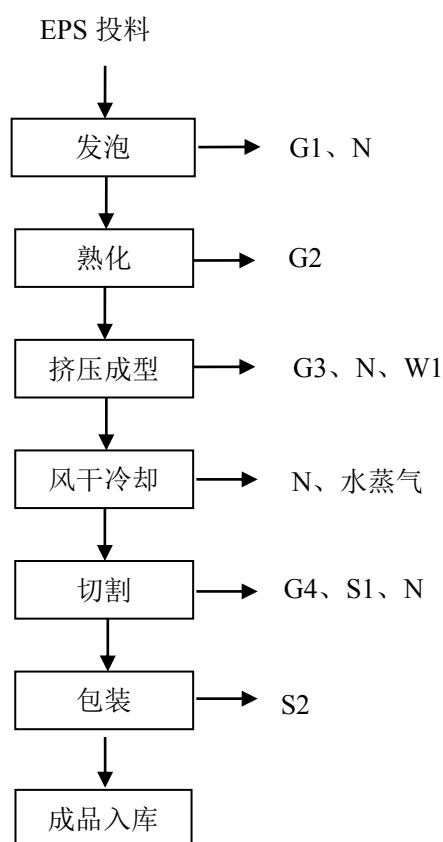 EPS 投料
发泡
G1、N
熟化
G2
挤压成型
G3、N、W1
风干冷却
N、水蒸气
切割
G4、S1、N
包装
S2
成品入库